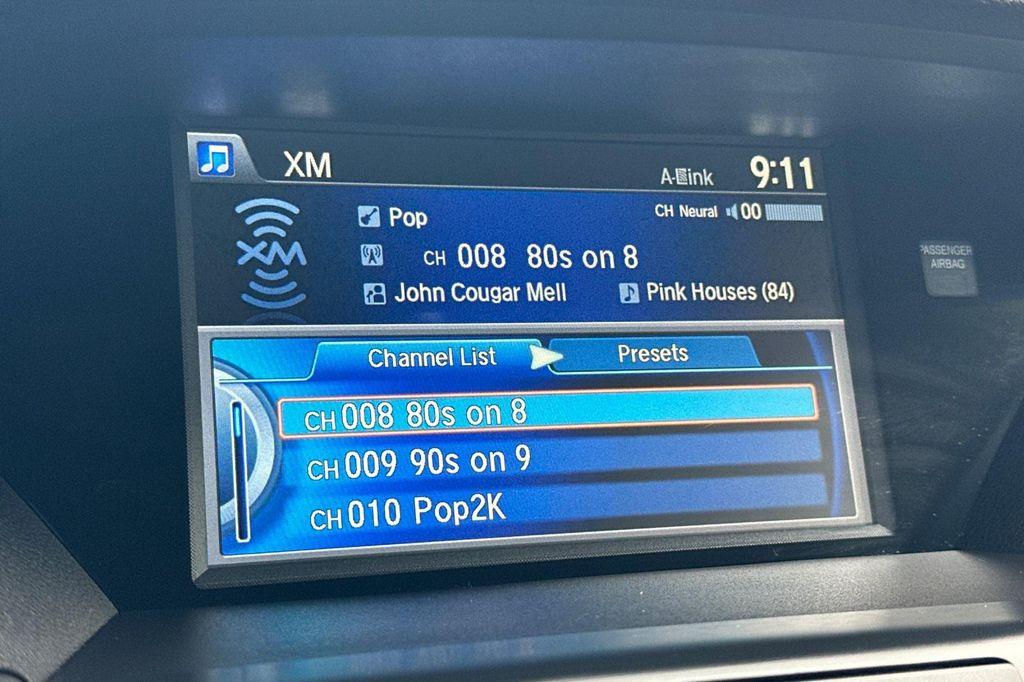 XM
A-Link
9:11
Pop
CH Neural
00
XM
CH 008 80s on 8
John Cougar Mell
Pink Houses (84)
PASSENGER
AIRBAG
Channel List
Presets
CH 008 80s on 8
CH 009 90s on 9
CH 010 Pop2K